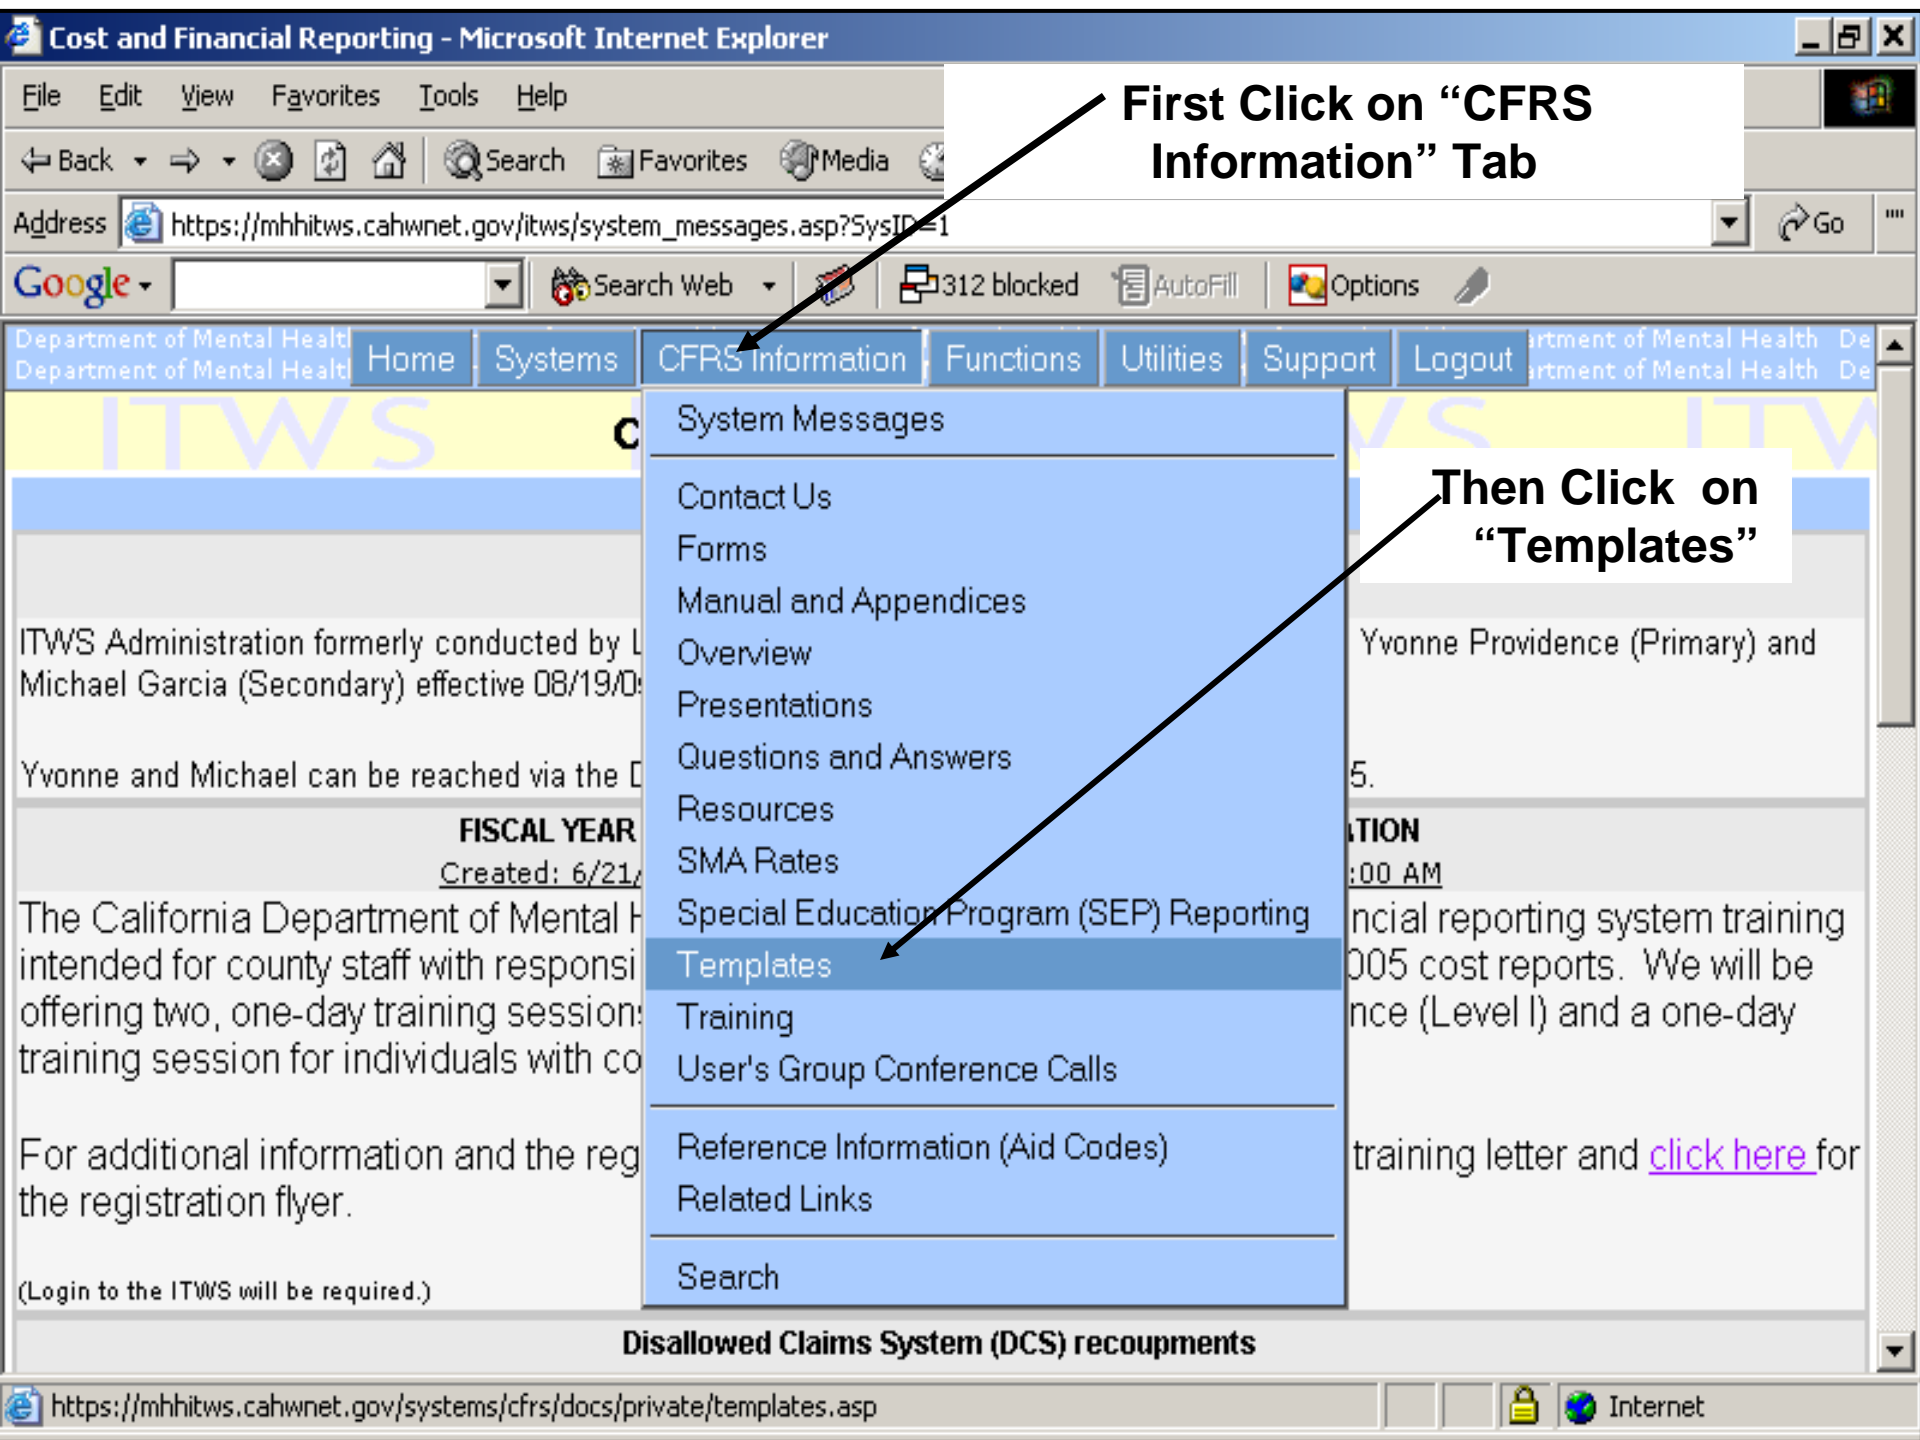 Cost and Financial Reporting - Microsoft Internet Explorer
File Edit View Favorites Tools Help
First Click on “CFRS
Information” Tab
Back Search Favorites Media
Address https://mhhitws.cahwnet.gov/itws/system_messages.asp?SysID=1 Go ""
Google Search Web 312 blocked AutoFill Options
Department of Mental Healt
Department of Mental Healt
Home Systems CFRS Information Functions Utilities Support Logout
artment of Mental Health De
artment of Mental Health De
ITWS
C
ITW
System Messages
Contact Us
Forms
Manual and Appendices
Overview
Presentations
Questions and Answers
Resources
SMA Rates
Special Education Program (SEP) Reporting
Templates
Training
User's Group Conference Calls
Reference Information (Aid Codes)
Related Links
Search
Then Click on
“Templates”
ITWS Administration formerly conducted by L Yvonne Providence (Primary) and
Michael Garcia (Secondary) effective 08/19/0
Yvonne and Michael can be reached via the D 5.
FISCAL YEAR ATION
Created: 6/21/ :00 AM
The California Department of Mental H ncial reporting system training
intended for county staff with responsi 005 cost reports. We will be
offering two, one-day training session nce (Level I) and a one-day
training session for individuals with co
For additional information and the reg training letter and click here for
the registration flyer.
(Login to the ITWS will be required.)
Disallowed Claims System (DCS) recoupments
https://mhhitws.cahwnet.gov/systems/cfrs/docs/private/templates.asp Internet